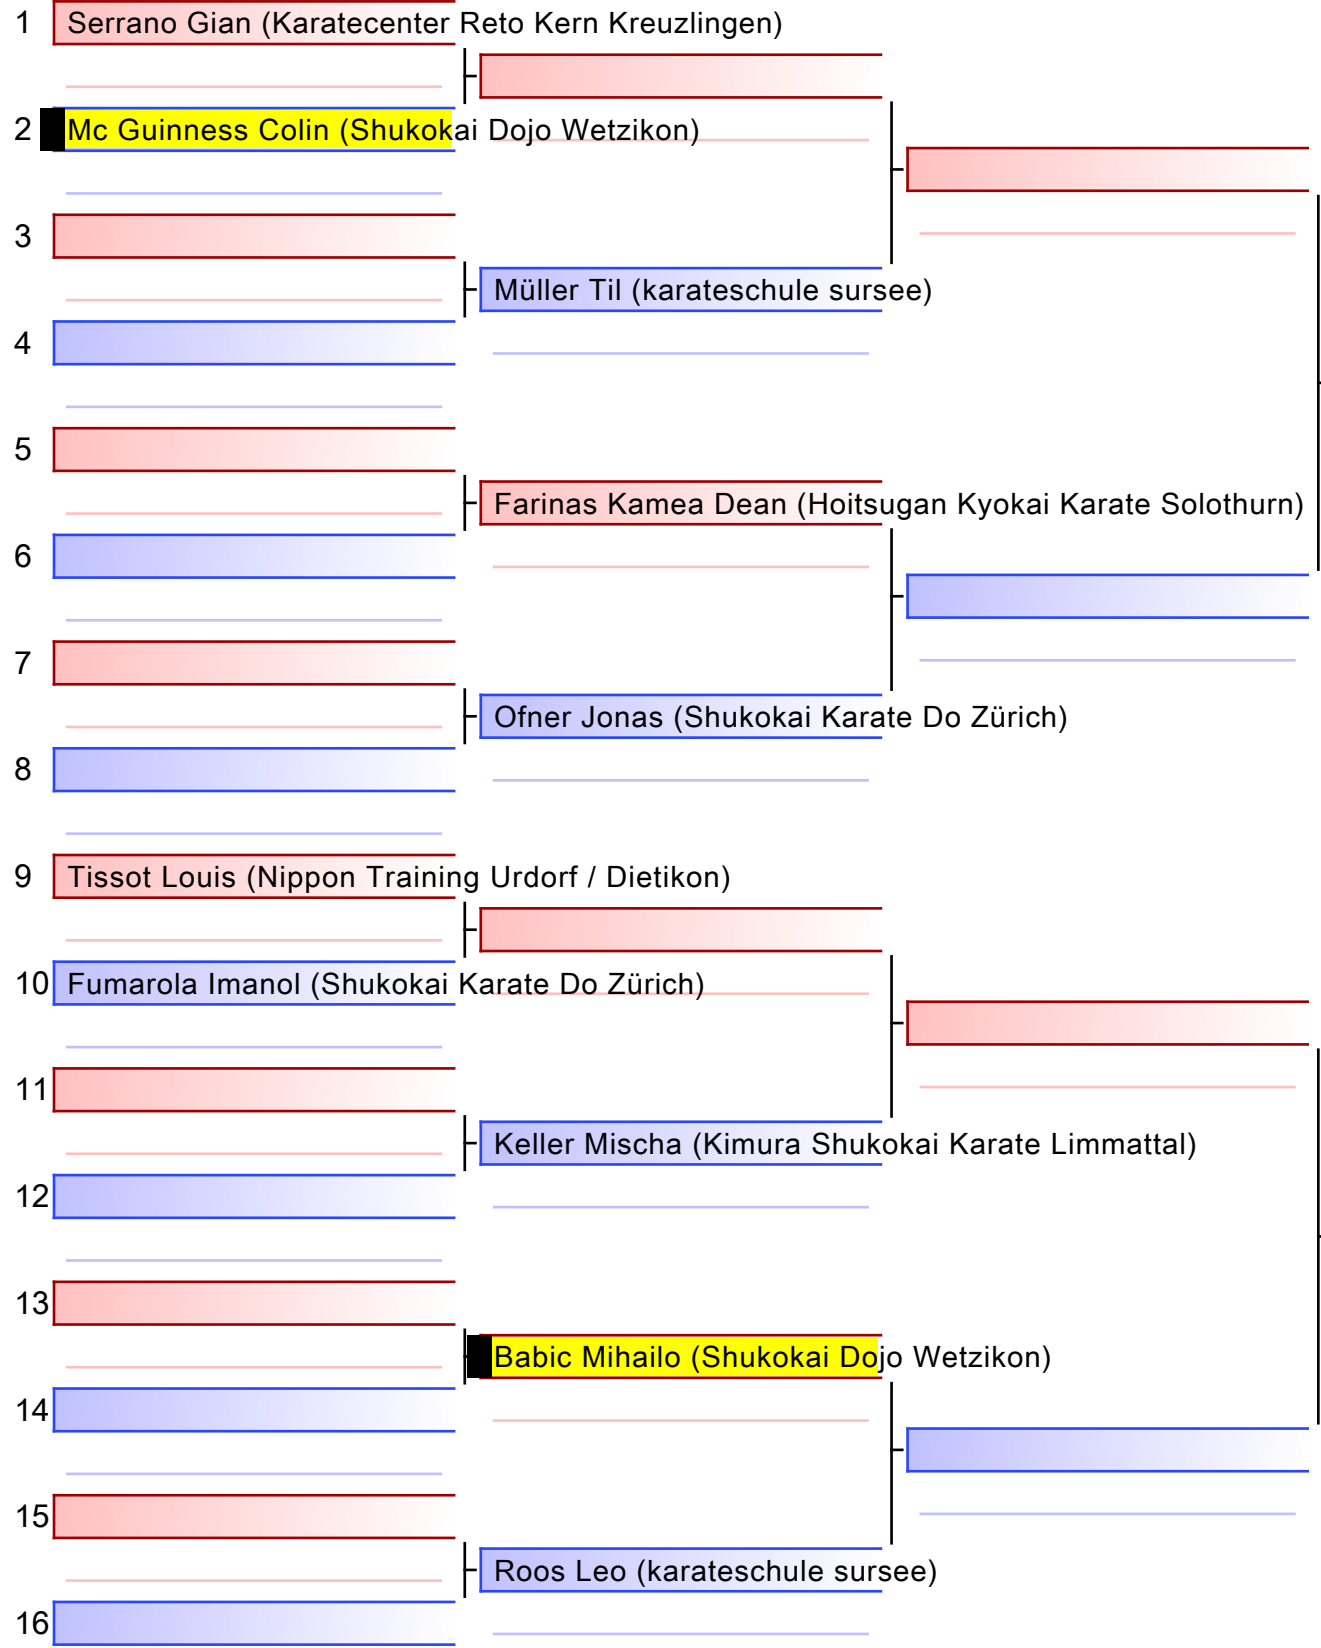 1 Serrano Gian (Karatecenter Reto Kern Kreuzlingen)
2 Mc Guinness Colin (Shukokai Dojo Wetzikon)
3
Müller Til (karateschule sursee)
4
5
Farinas Kamea Dean (Hoitsugan Kyokai Karate Solothurn)
6
7
Ofner Jonas (Shukokai Karate Do Zürich)
8
9 Tissot Louis (Nippon Training Urdorf / Dietikon)
10 Fumarola Imanol (Shukokai Karate Do Zürich)
11
Keller Mischa (Kimura Shukokai Karate Limmattal)
12
13
Babic Mihailo (Shukokai Dojo Wetzikon)
14
15
Roos Leo (karateschule sursee)
16